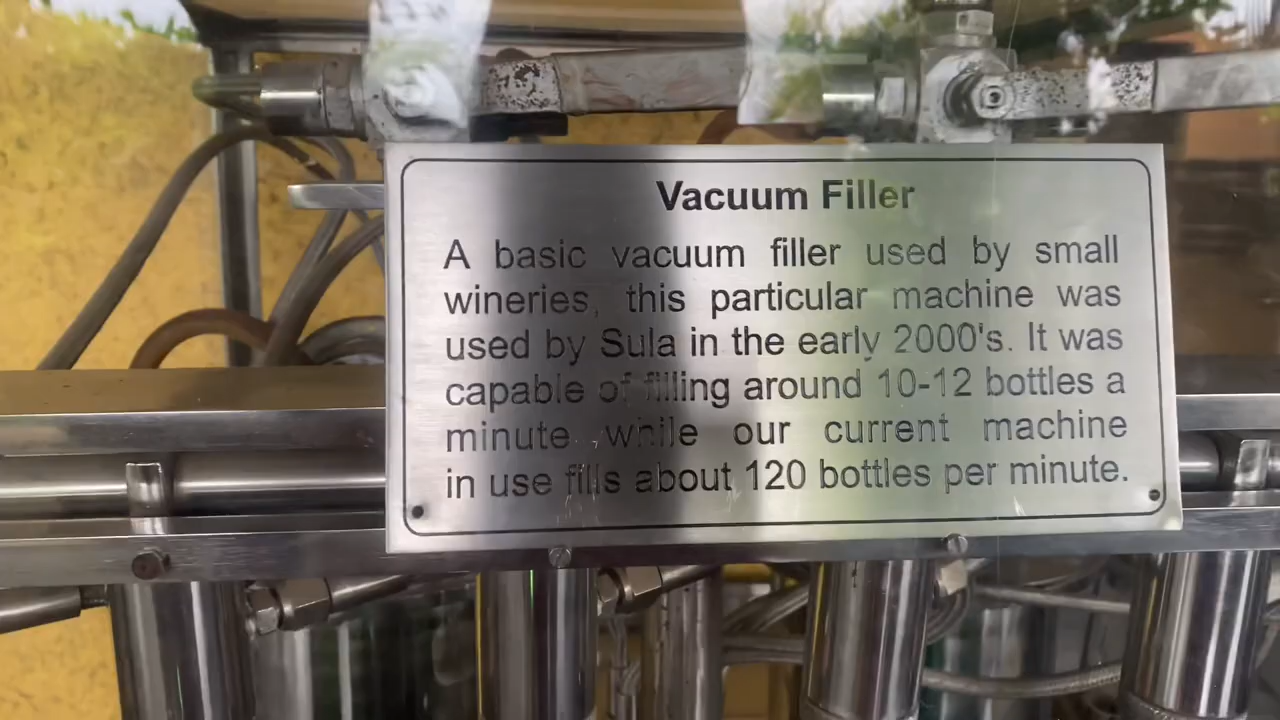 Vacuum Filler
A basic vacuum filler used by small
wineries, this particular machine was
used by Sula in the early 2000's. It was
capable of filling around 10-12 bottles a
minute , while our current machine
in use fills about 120 bottles per minute.